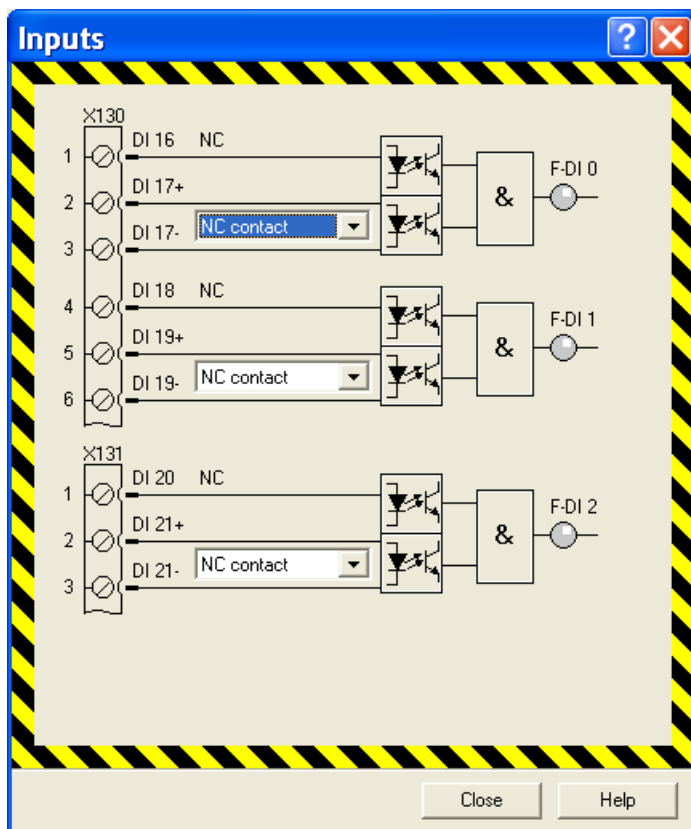 Inputs
X130
1 DI 16 NC
F-DI 0
2 DI 17+
&
NC contact
3 DI 17-
4 DI 18 NC
F-DI 1
5 DI 19+
&
NC contact
6 DI 19-
X131
1 DI 20 NC
F-DI 2
2 DI 21+
&
NC contact
3 DI 21-
Close Help